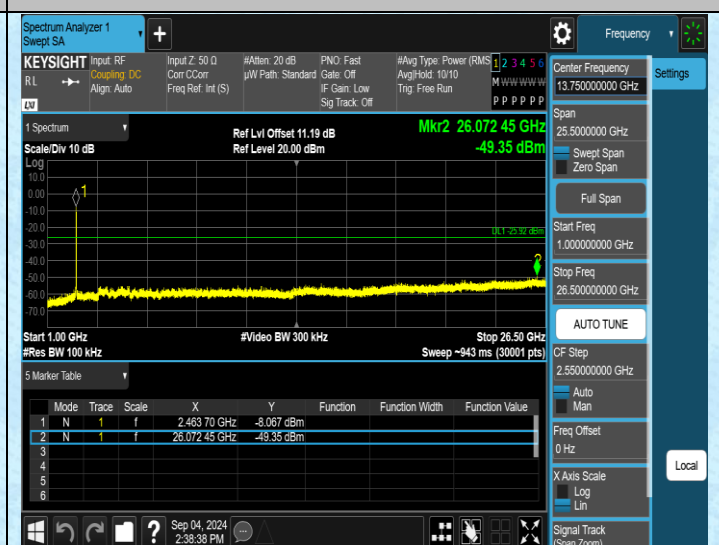 Spectrum Analyzer 1
Swept SA
Frequency
KEYSIGHT
RL
LXI
Input: RF
Coupling: DC
Align: Auto
Input Z: 50 Ω
Corr CCorr
Freq Ref: Int (S)
#Atten: 20 dB
µW Path: Standard
PNO: Fast
Gate: Off
IF Gain: Low
Sig Track: Off
#Avg Type: Power (RMS
Avg|Hold: 10/10
Trig: Free Run
1 2 3 4 5 6
M W W W W W
P P P P P P
1 Spectrum
Scale/Div 10 dB
Ref Lvl Offset 11.19 dB
Ref Level 20.00 dBm
Mkr2 26.072 45 GHz
-49.35 dBm
Log
10.0
0.00
-10.0
-20.0
-30.0
-40.0
-50.0
-60.0
-70.0
1
DL1 -25.92 dBm
2
Start 1.00 GHz
#Res BW 100 kHz
#Video BW 300 kHz
Stop 26.50 GHz
Sweep ~943 ms (30001 pts)
5 Marker Table
Mode Trace Scale X Y Function Function Width Function Value
1 N 1 f 2.463 70 GHz -8.067 dBm
2 N 1 f 26.072 45 GHz -49.35 dBm
3
4
5
6
Sep 04, 2024
2:38:38 PM
Center Frequency
13.750000000 GHz
Span
25.5000000 GHz
Swept Span
Zero Span
Full Span
Start Freq
1.000000000 GHz
Stop Freq
26.500000000 GHz
AUTO TUNE
CF Step
2.550000000 GHz
Auto
Man
Freq Offset
0 Hz
X Axis Scale
Log
Lin
Signal Track
(Span Zoom)
Settings
Local